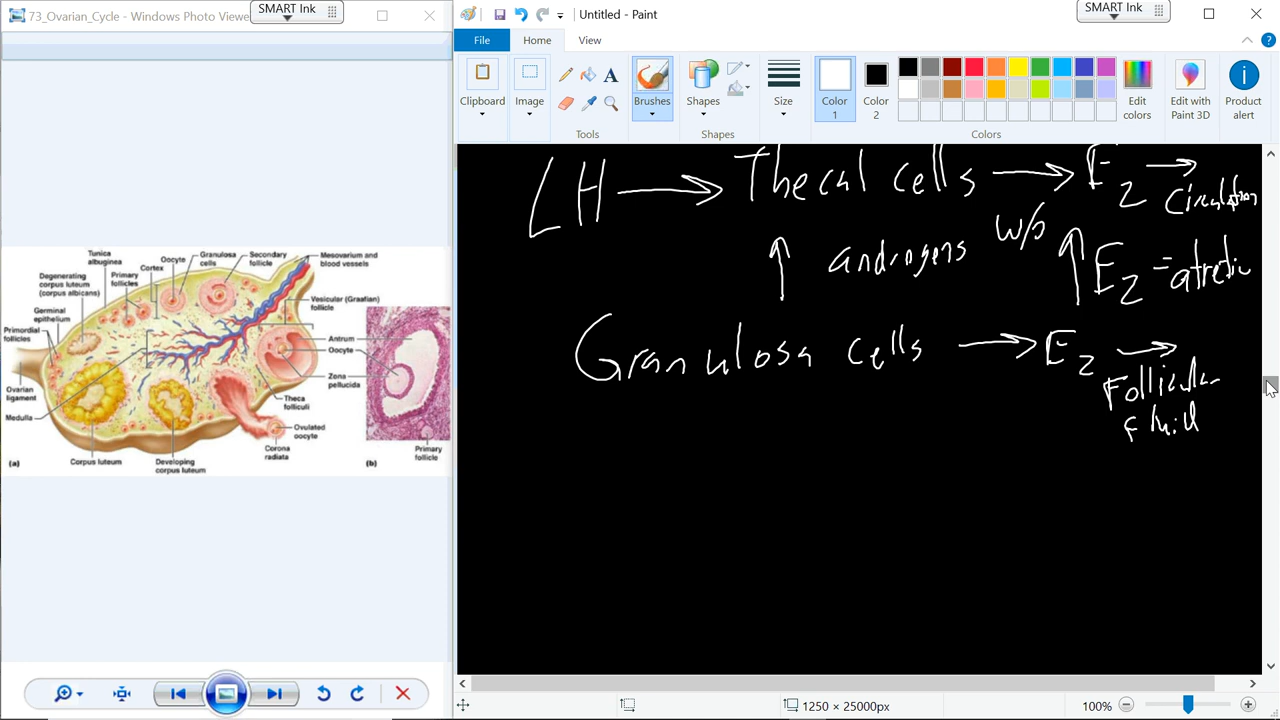 73_Ovarian_Cycle - Windows Photo Viewe
SMART Ink
Untitled - Paint
SMART Ink
File
Home
View
Clipboard
Image
Tools
Brushes
Shapes
Shapes
Size
Color
1
Color
2
Edit
colors
Colors
Edit with
Paint 3D
Product
alert
Tunica
albuginea
Degenerating
corpus luteum
(corpus albicans)
Germinal
epithelium
Primordial
follicles
Primary
follicles
Cortex
Oocyte
Granulosa
cells
Secondary
follicle
Mesovarium and
blood vessels
Vesicular (Graafian)
follicle
Antrum
Oocyte
Zona
pellucida
Theca
folliculi
Ovulated
oocyte
Corona
radiata
Ovarian
ligament
Medulla
Corpus luteum
Developing
corpus luteum
Primary
follicle
(a)
(b)
LH → Thecal cells → E2 → Circulation
↑ androgens w/o ↑ E2
Granulosa cells → E2 → Follicular
fluid
1250 × 25000px
100%